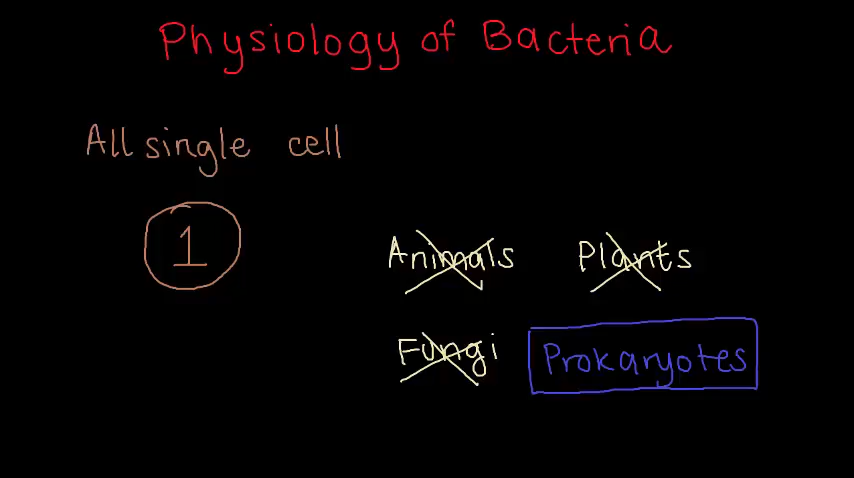 Physiology of Bacteria
All single cell
1
Animals Plants
Fungi Prokaryotes